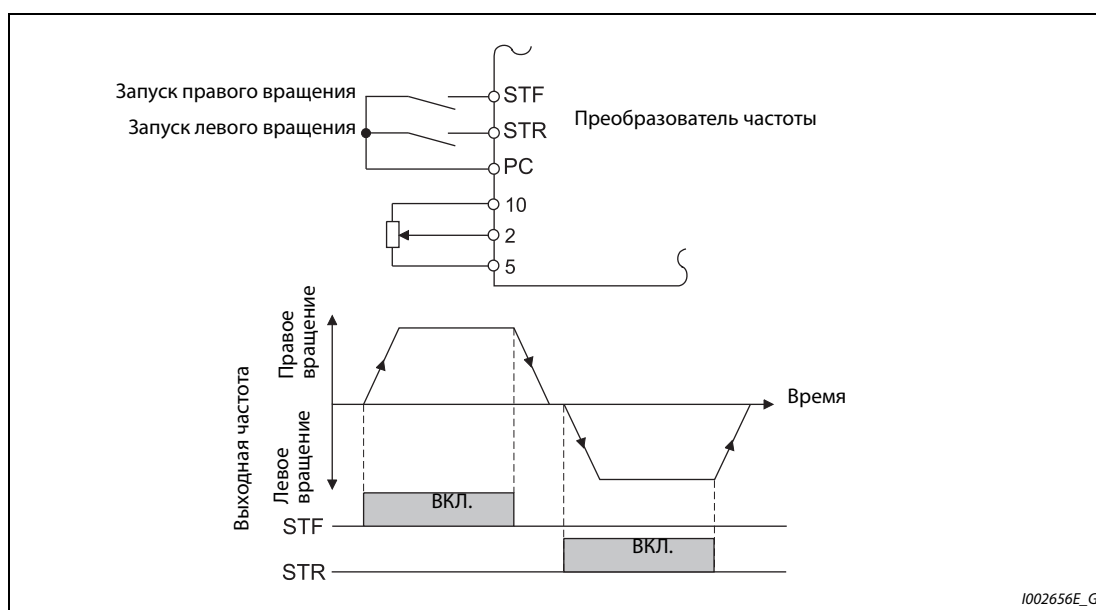 Запуск правого вращения
STF
Запуск левого вращения
STR
Преобразователь частоты
PC
10
2
5
Выходная частота
Правое
вращение
Левое
вращение
Время
ВКЛ.
STF
ВКЛ.
STR
I002656E_G